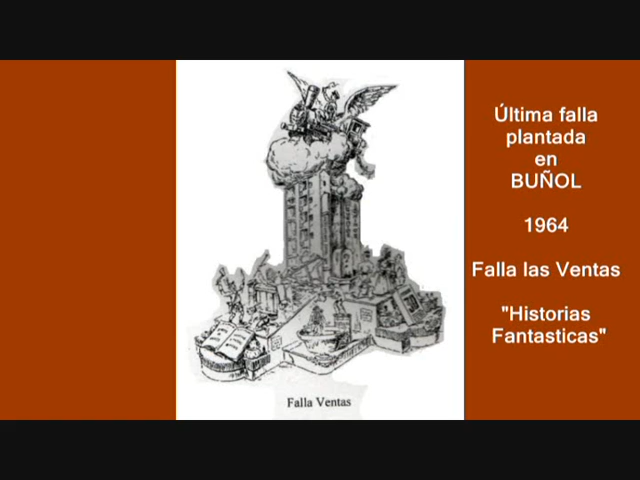 Última falla
plantada
en
BUÑOL
1964
Falla las Ventas
"Historias
Fantasticas"
Falla Ventas